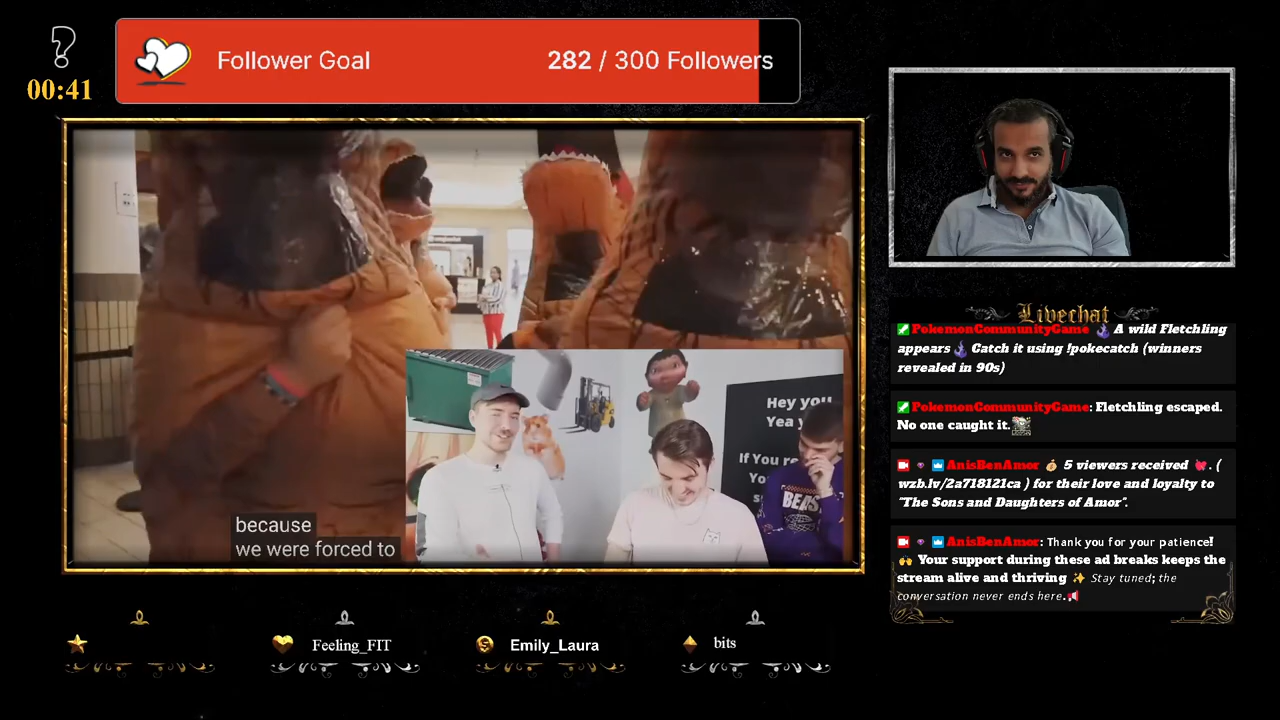 00:41
Follower Goal
282 / 300 Followers
because
we were forced to
Hey you
Yea y
If You re
Yo
s
BEAS
Livechat
PokemonCommunityGame A wild Fletchling
appears Catch it using !pokecatch (winners
revealed in 90s)
PokemonCommunityGame: Fletchling escaped.
No one caught it.
AnisBenAmor 5 viewers received . (
wzb.lv/2a718121ca ) for their love and loyalty to
"The Sons and Daughters of Amor".
AnisBenAmor: Thank you for your patience!
Your support during these ad breaks keeps the
stream alive and thriving Stay tuned; the
conversation never ends here.
Feeling_FIT
Emily_Laura
bits